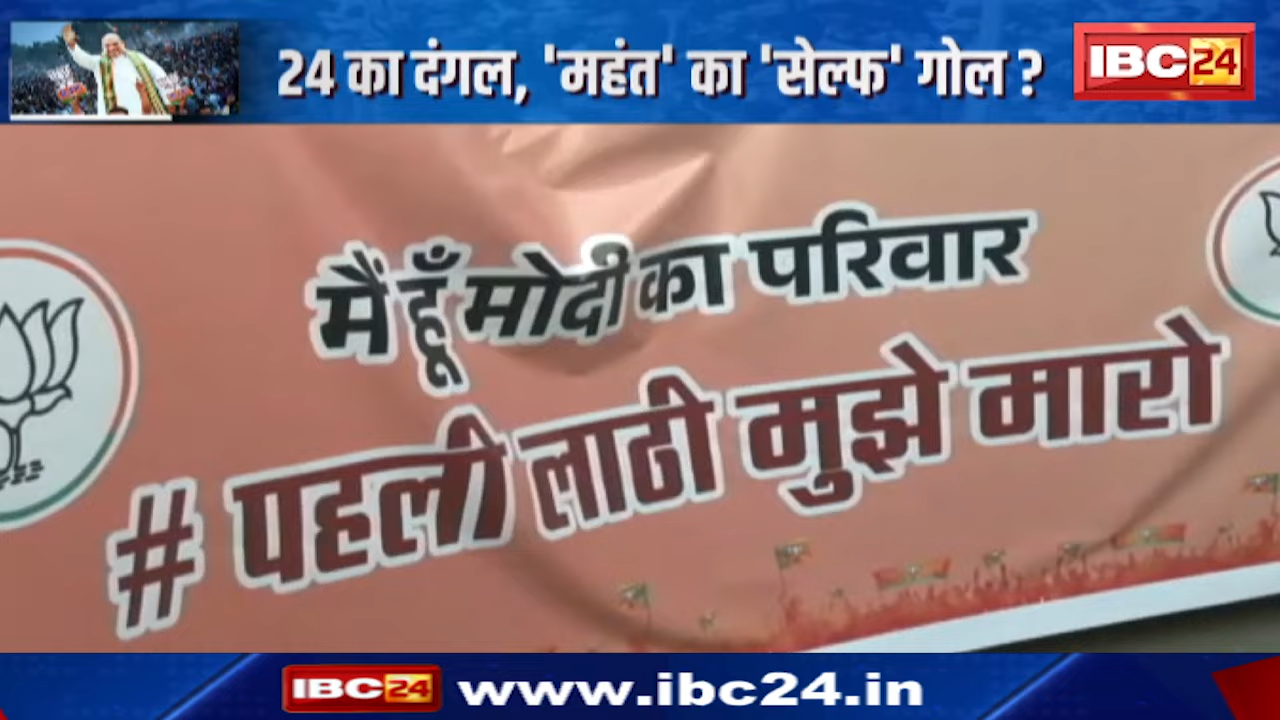 24 का दंगल, 'महंत' का 'सेल्फ' गोल ?
IBC24
मैं हूँ मोदी का परिवार
# पहली लाठी मुझे मारो
IBC24 www.ibc24.in